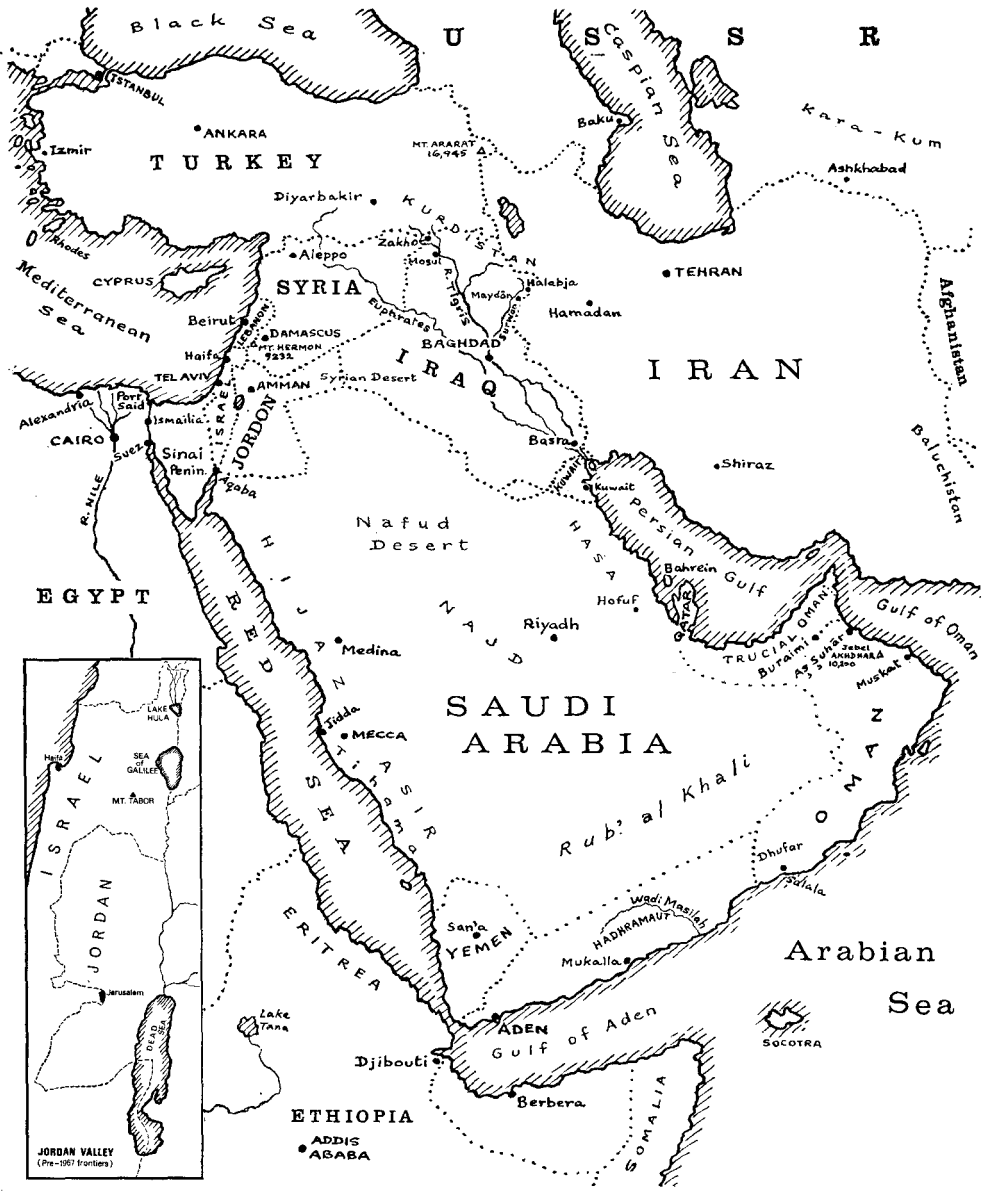 Black Sea
U S S R
Caspian Sea
Kara-Kum
ISTANBUL
Baku
ANKARA
MT. ARARAT
16,945
Izmir
TURKEY
Ashkhabad
Diyarbakir
KURDISTAN
Rhodes
Zakho
Mosul
Aleppo
TEHRAN
Mediterranean
Sea
CYPRUS
SYRIA
R. Tigris
Halabja
Maydān
Sirwan
Hamadan
Afghanistan
Euphrates
Beirut
LEBANON
DAMASCUS
MT. HERMON
9232
BAGHDAD
Haifa
IRAQ
IRAN
TEL AVIV
AMMAN
Syrian Desert
Alexandria
Port
Said
ISRAEL
JORDON
Ismailia
CAIRO
Suez
Sinai
Penin.
Basra
Baluchistan
Shiraz
Kuwait
Kuwait
Aqaba
R. NILE
Nafud
Desert
Persian Gulf
HASA
HIJAZ
Bahrein
EGYPT
RED SEA
NAJD
Hofuf
QATAR
Gulf of Oman
Riyadh
TRUCIAL OMAN
Buraimi
As Suhār
Jebel
AKHDHAR
10,200
Muskat
Medina
SAUDI
ARABIA
OMAN
Jidda
MECCA
Tihama
ASIR
Rub' al Khali
Dhufar
Salala
Wadi Masilah
HADHRAMAUT
San'a
YEMEN
Mukalla
ERITREA
Arabian
Sea
ADEN
Gulf of Aden
SOCOTRA
Lake
Tana
Djibouti
Berbera
ETHIOPIA
ADDIS
ABABA
SOMALIA
LAKE
HULA
Haifa
SEA
of
GALILEE
MT. TABOR
ISRAEL
JORDAN
Jerusalem
DEAD
SEA
JORDAN VALLEY
(Pre-1967 frontiers)